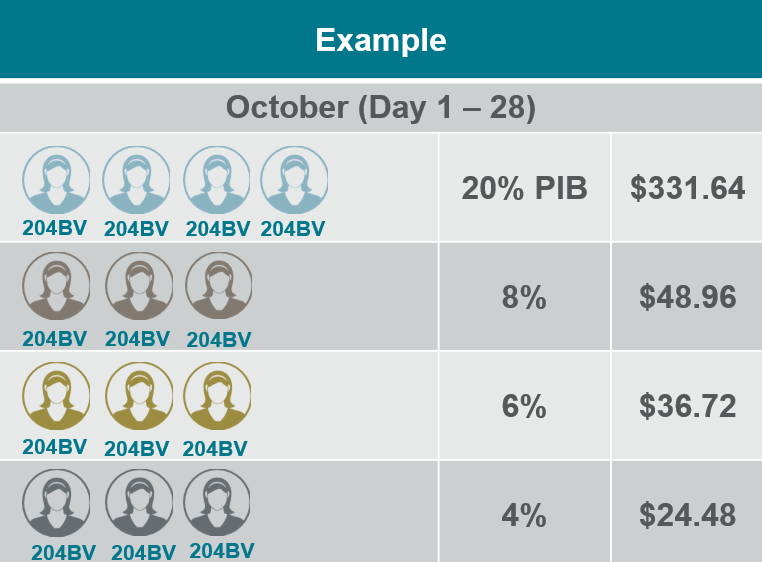 Example
October (Day 1 – 28)
204BV 204BV 204BV 204BV 20% PIB $331.64
204BV 204BV 204BV 8% $48.96
204BV 204BV 204BV 6% $36.72
204BV 204BV 204BV 4% $24.48